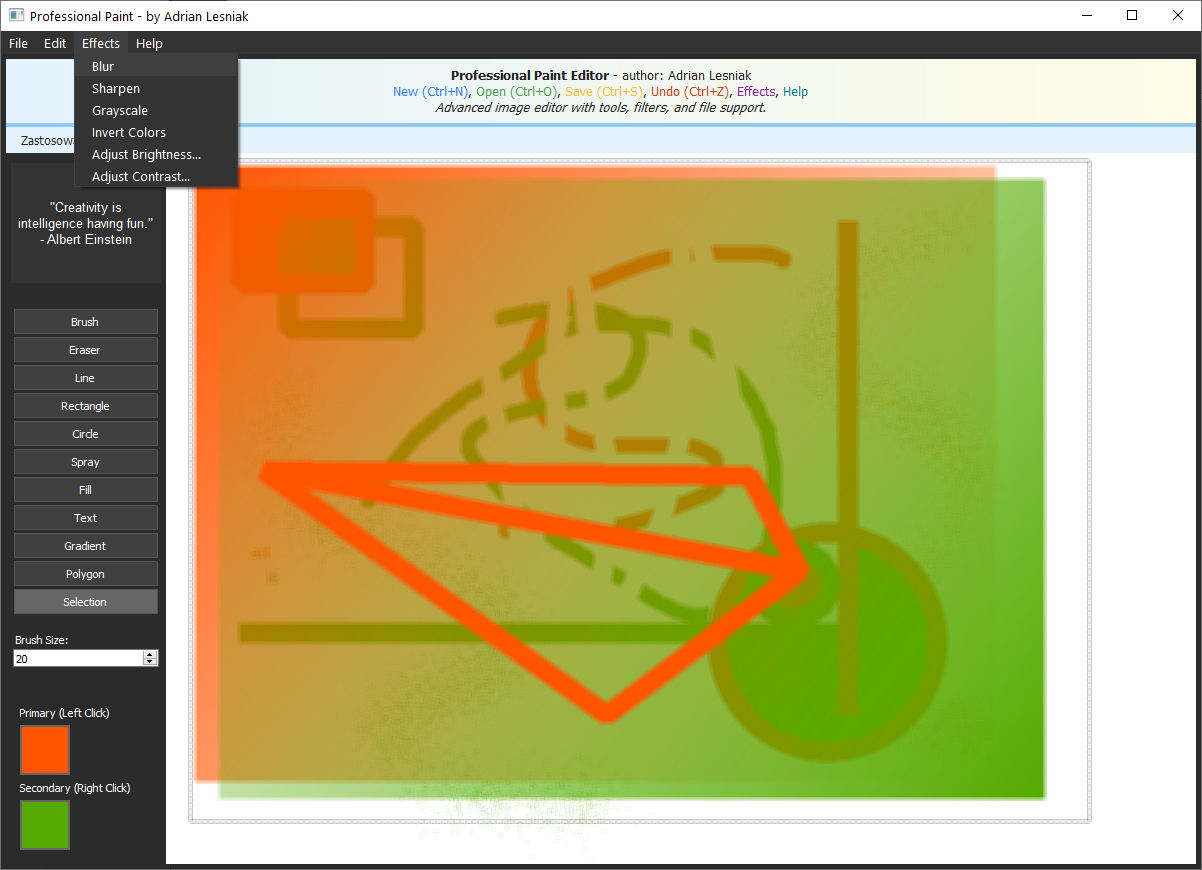 Professional Paint - by Adrian Lesniak
File Edit Effects Help
Blur
Sharpen
Grayscale
Invert Colors
Adjust Brightness...
Adjust Contrast...
Professional Paint Editor - author: Adrian Lesniak
New (Ctrl+N), Open (Ctrl+O), Save (Ctrl+S), Undo (Ctrl+Z), Effects, Help
Advanced image editor with tools, filters, and file support.
"Creativity is
intelligence having fun."
- Albert Einstein
Brush
Eraser
Line
Rectangle
Circle
Spray
Fill
Text
Gradient
Polygon
Selection
Brush Size:
20
Primary (Left Click)
Secondary (Right Click)